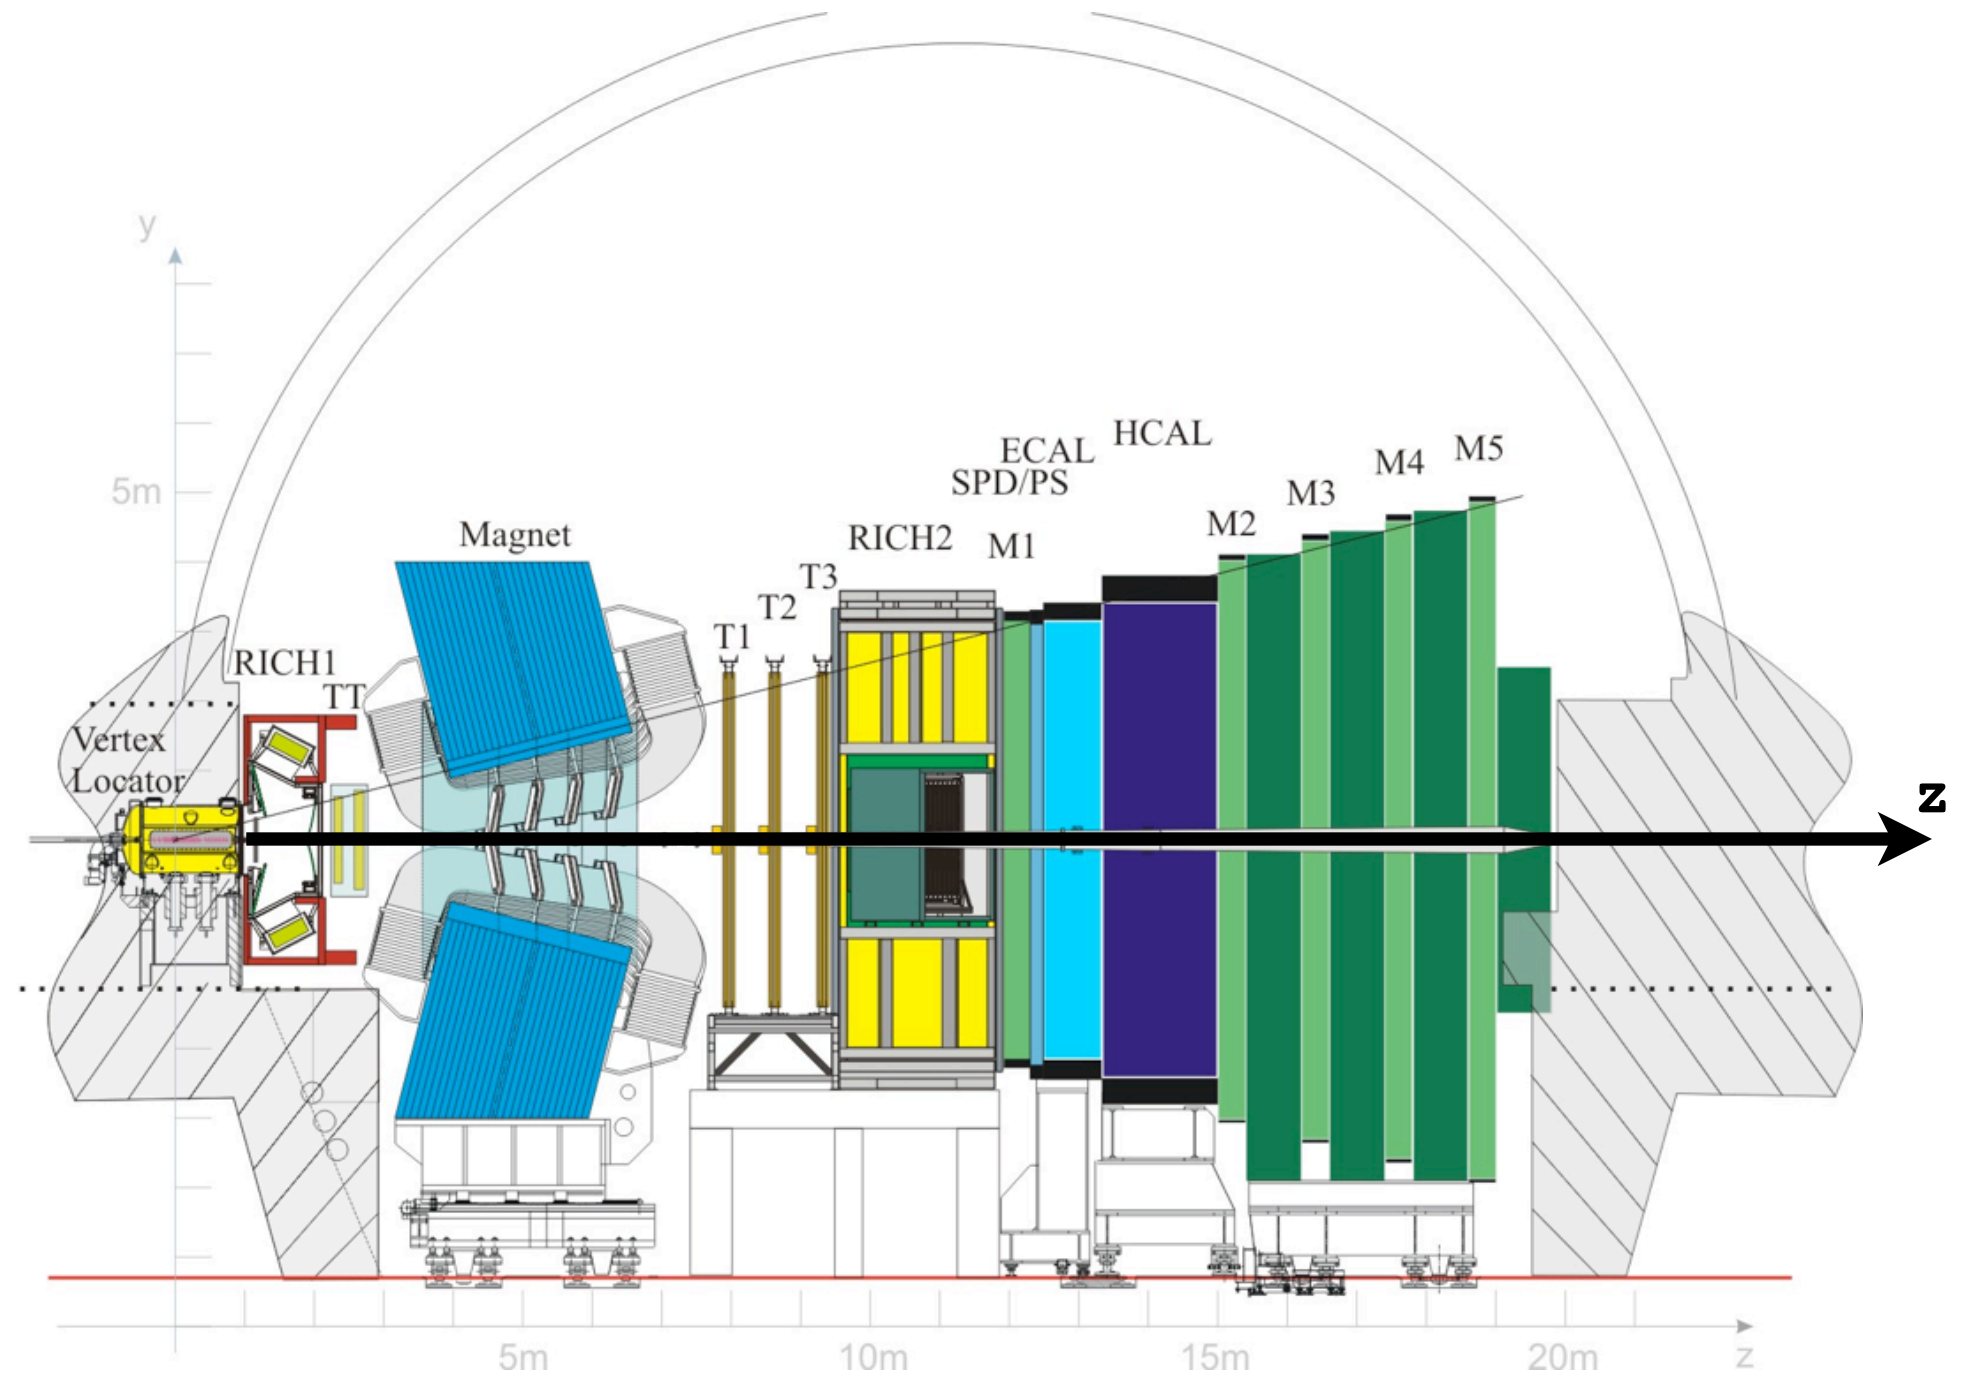 y
5m
HCAL
ECAL
SPD/PS
M5
M4
M3
M2
Magnet
RICH2
M1
T3
T2
T1
RICH1
TT
Vertex
Locator
z
5m
10m
15m
20m
z